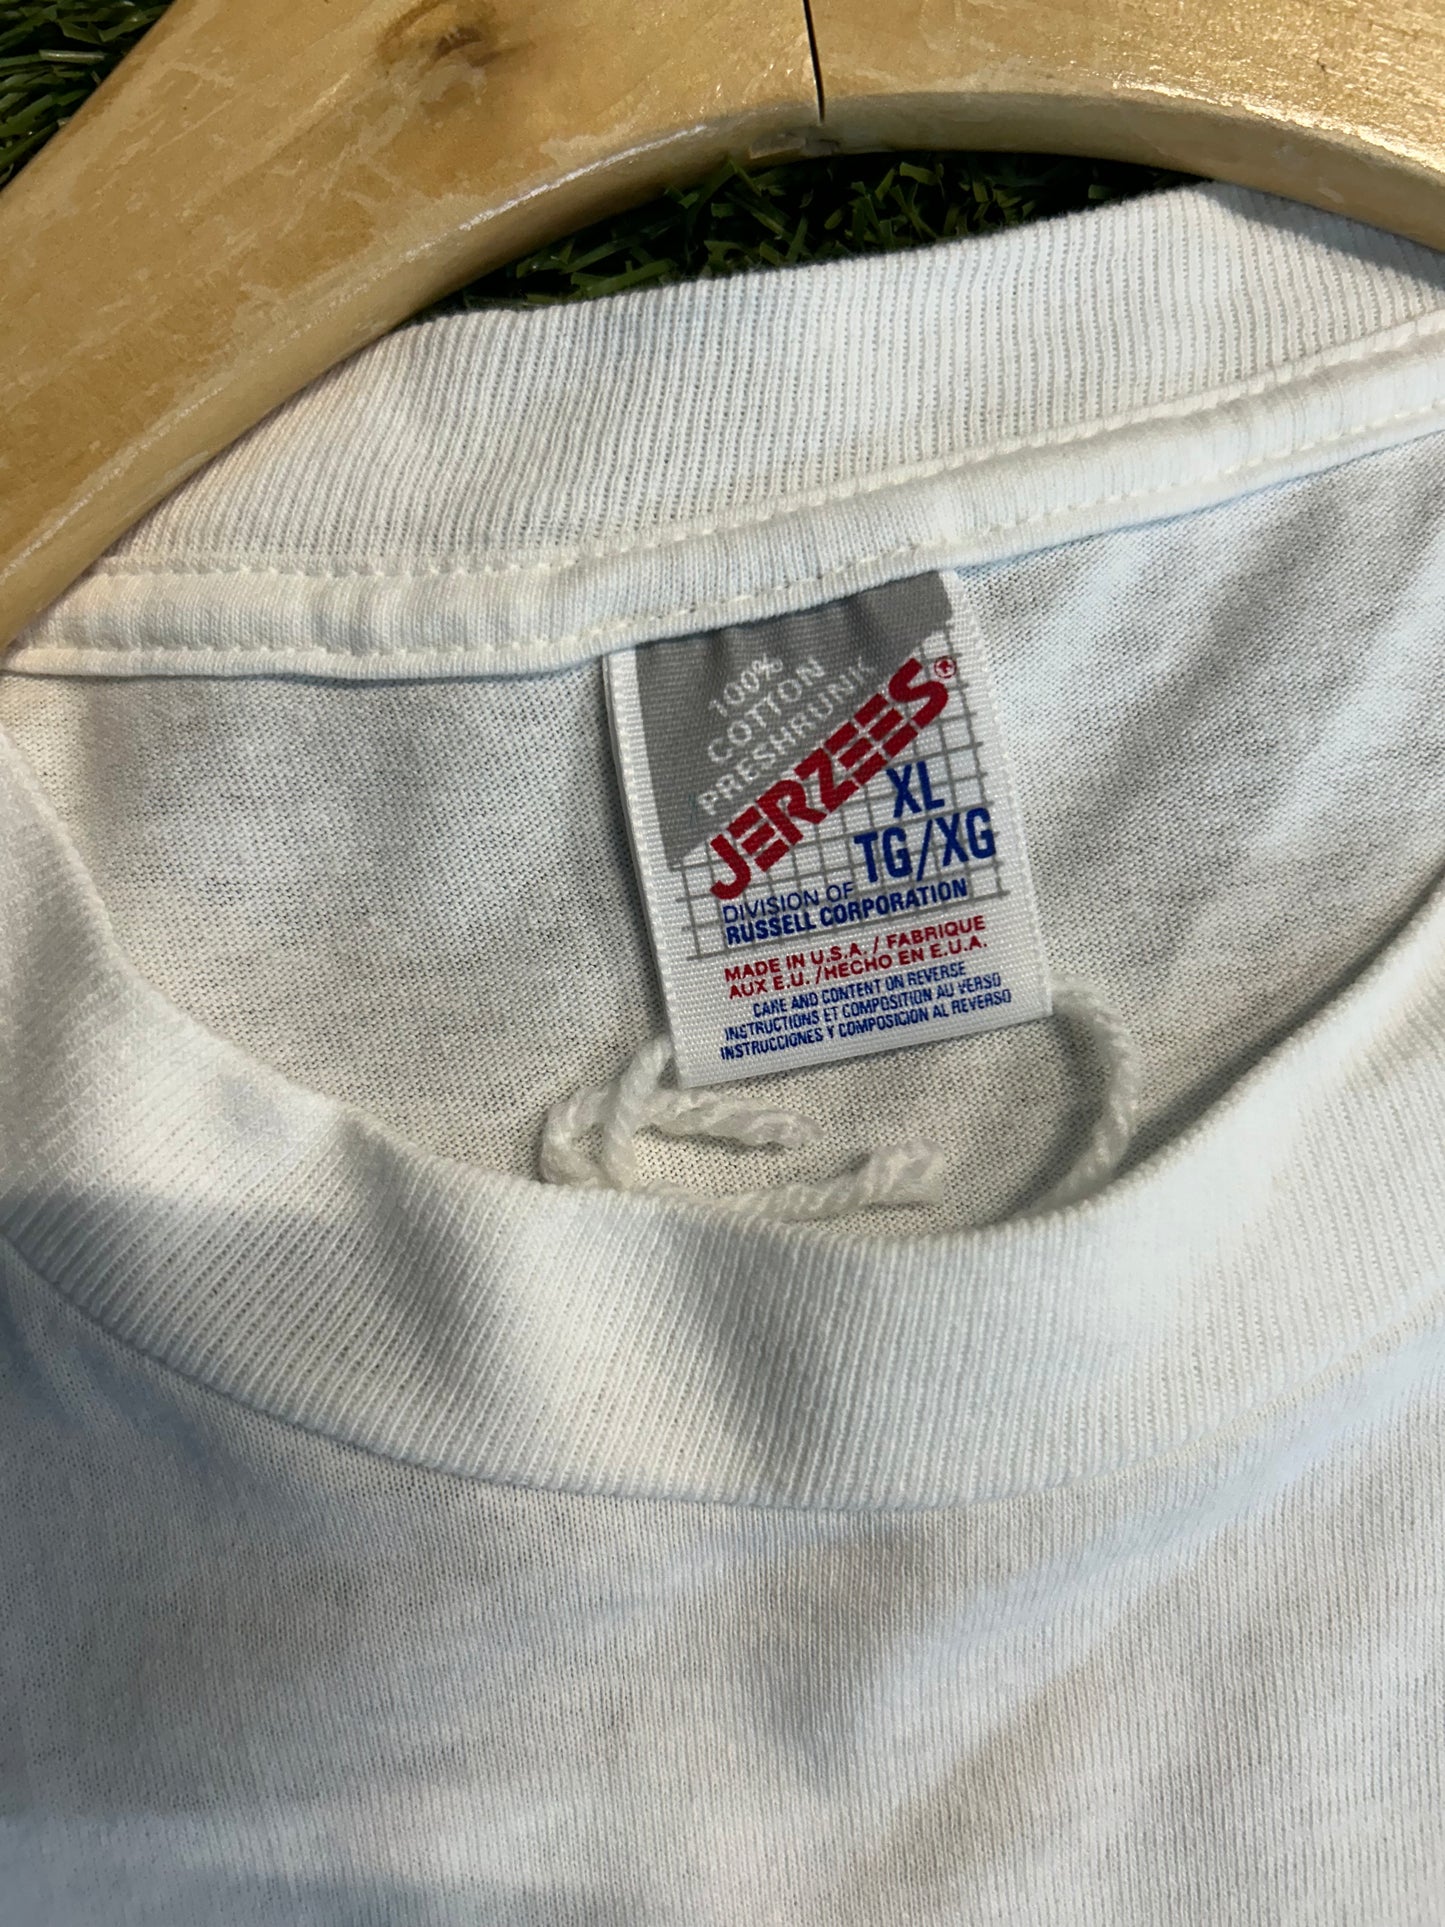 100%
COTTON
PRESHRUNK
JERZEES®
XL
TG/XG
DIVISION OF
RUSSELL CORPORATION
MADE IN U.S.A. / FABRIQUE
AUX E.U. /HECHO EN E.U.A.
CARE AND CONTENT ON REVERSE
INSTRUCTIONS ET COMPOSITION AU VERSO
INSTRUCCIONES Y COMPOSICION AL REVERSO